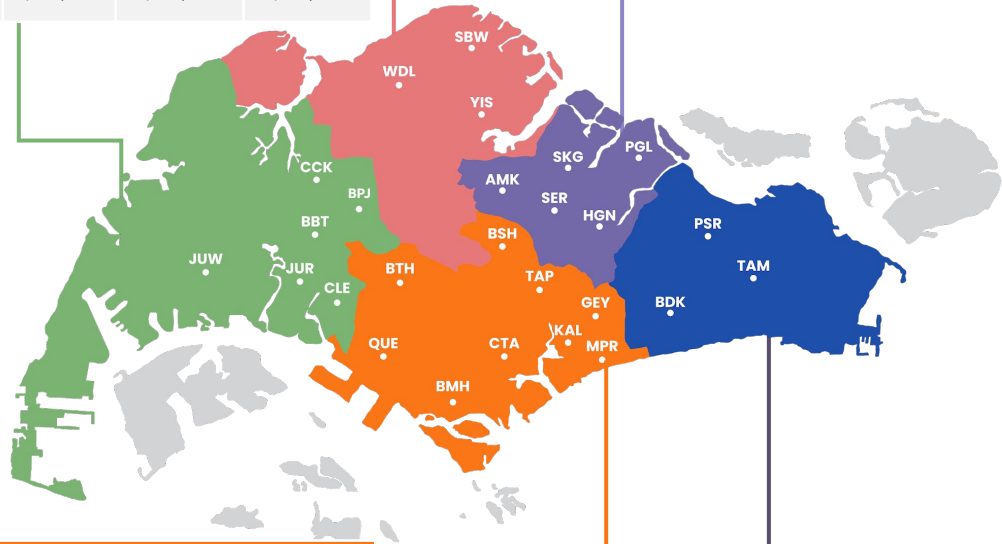 SBW
WDL
YIS
SKG
PGL
CCK
AMK
BPJ
SER
HGN
BBT
PSR
BSH
JUW
JUR
BTH
TAP
TAM
CLE
GEY
BDK
KAL
QUE
CTA
MPR
BMH